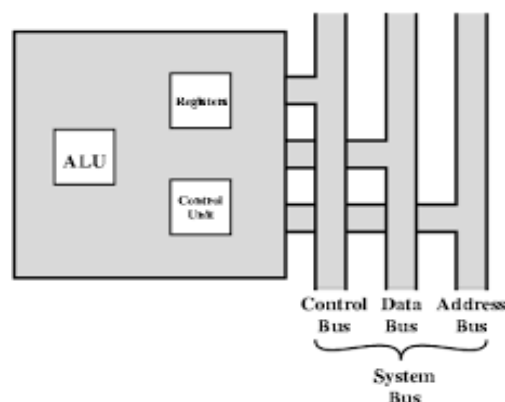 Registers
ALU
Control
Unit
Control Data Address
Bus Bus Bus
System
Bus